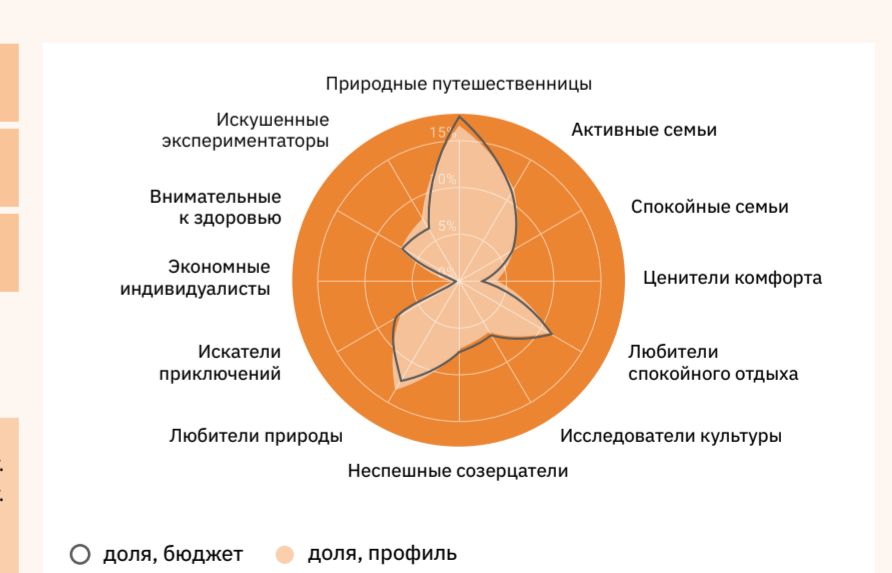 Природные путешественницы
Искушенные
экспериментаторы
Активные семьи
15%
Внимательные
к здоровью
10%
Спокойные семьи
5%
Экономные
индивидуалисты
Ценители комфорта
Искатели
приключений
Любители
спокойного отдыха
Любители природы
Исследователи культуры
Неспешные созерцатели
доля, бюджет
доля, профиль